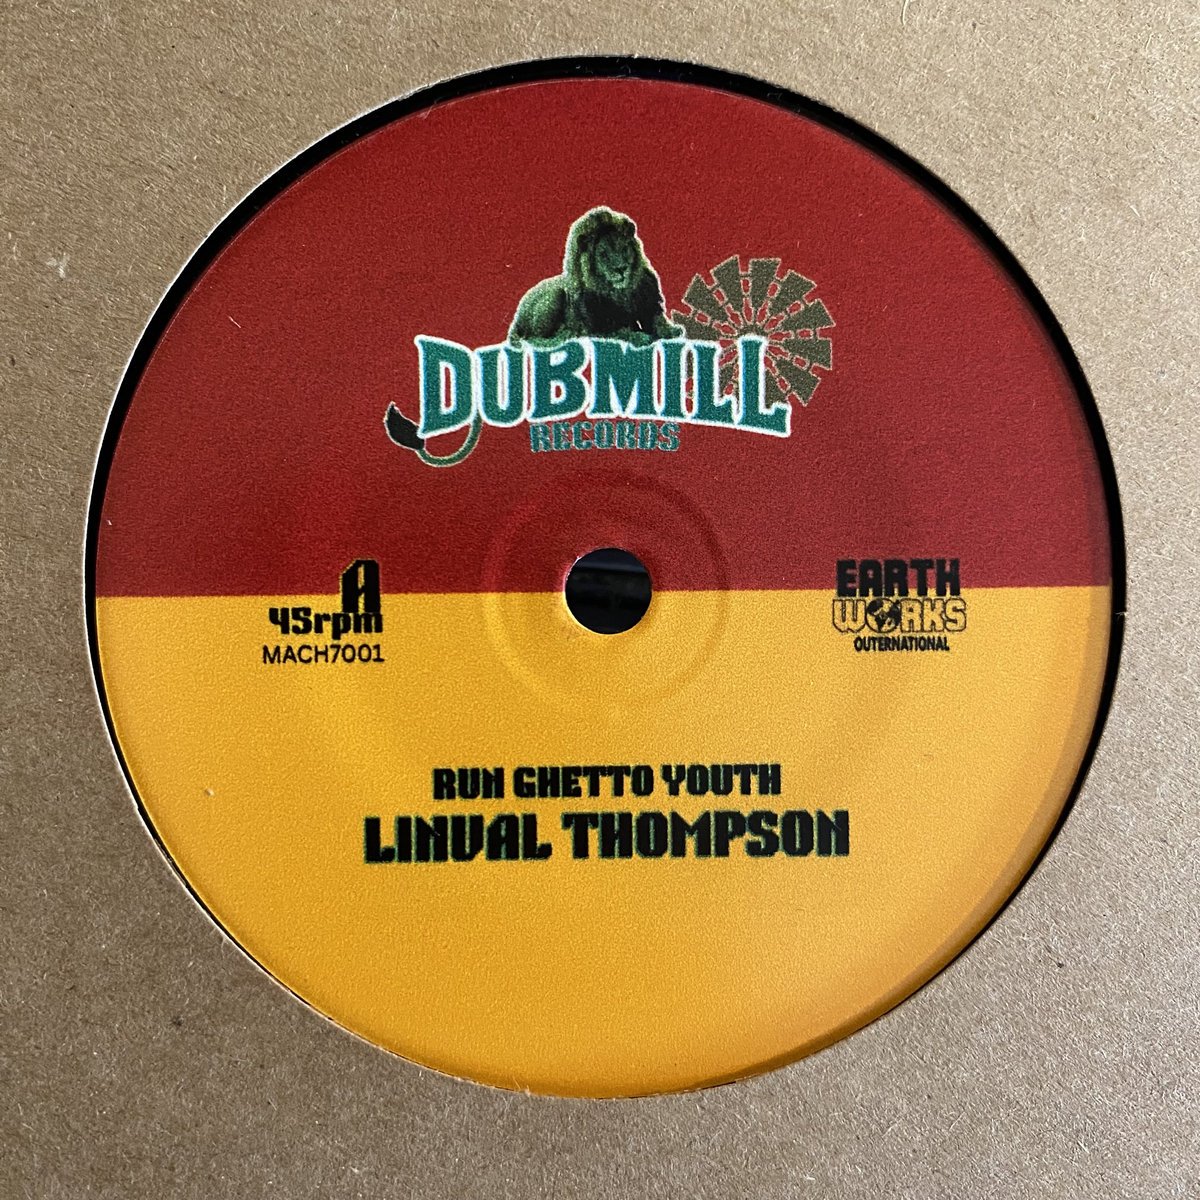 DUBMILL
RECORDS
A
45rpm
MACH7001
EARTH
WORKS
OUTERNATIONAL
RUN GHETTO YOUTH
LINVAL THOMPSON